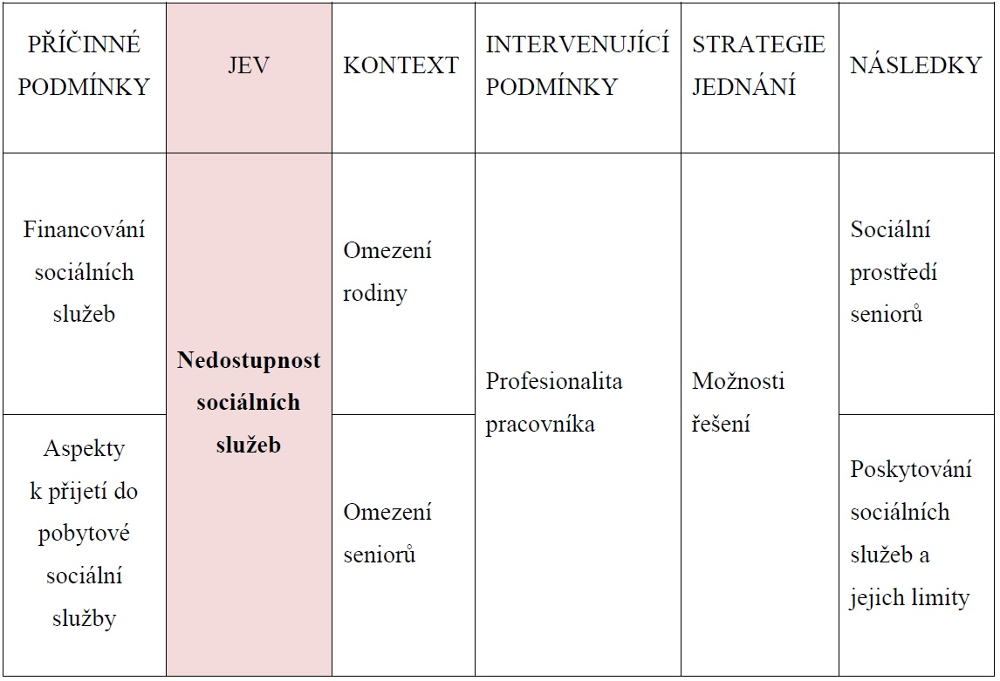 PŘÍČINNÉ
PODMÍNKY
JEV
KONTEXT
INTERVENUJÍCÍ
PODMÍNKY
STRATEGIE
JEDNÁNÍ
NÁSLEDKY
Financování
sociálních
služeb
Aspekty
k přijetí do
pobytové
sociální
služby
Nedostupnost
sociálních
služeb
Omezení
rodiny
Omezení
seniorů
Profesionalita
pracovníka
Možnosti
řešení
Sociální
prostředí
seniorů
Poskytování
sociálních
služeb a
jejich limity